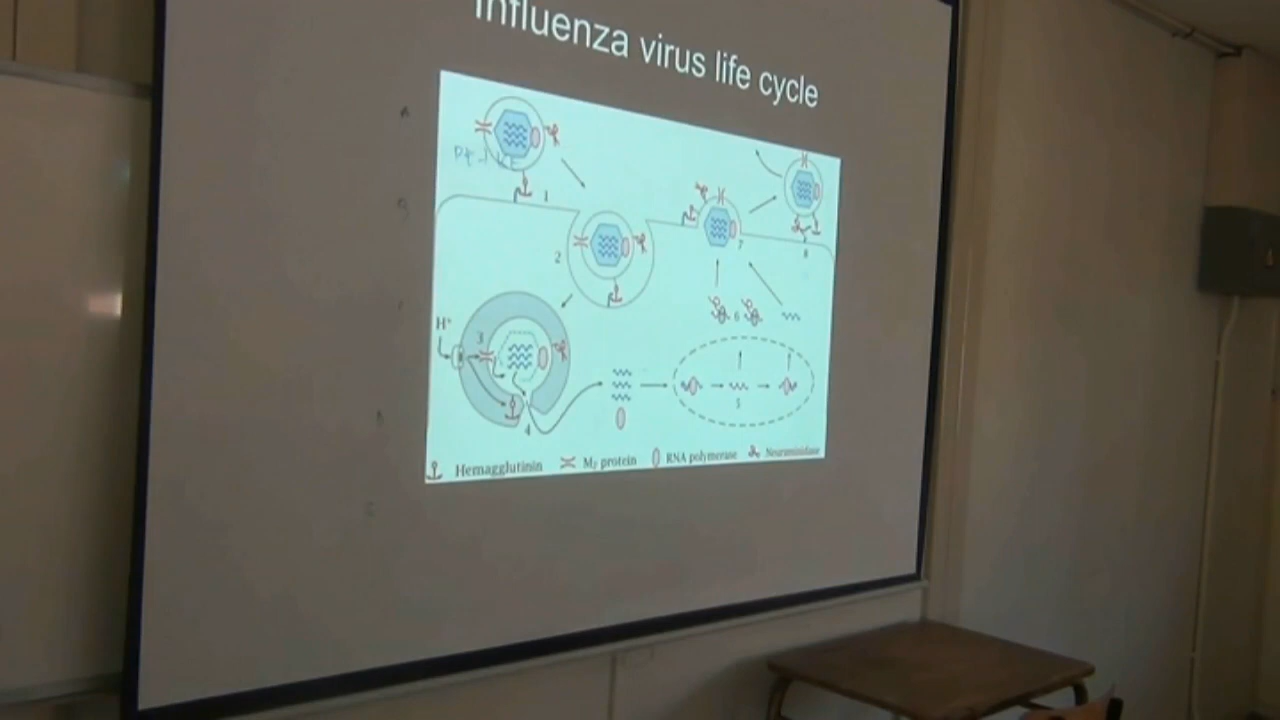 Influenza virus life cycle
1
2
7
8
H⁺
3
6
5
4
Hemagglutinin M₂ protein RNA polymerase Neuraminidase